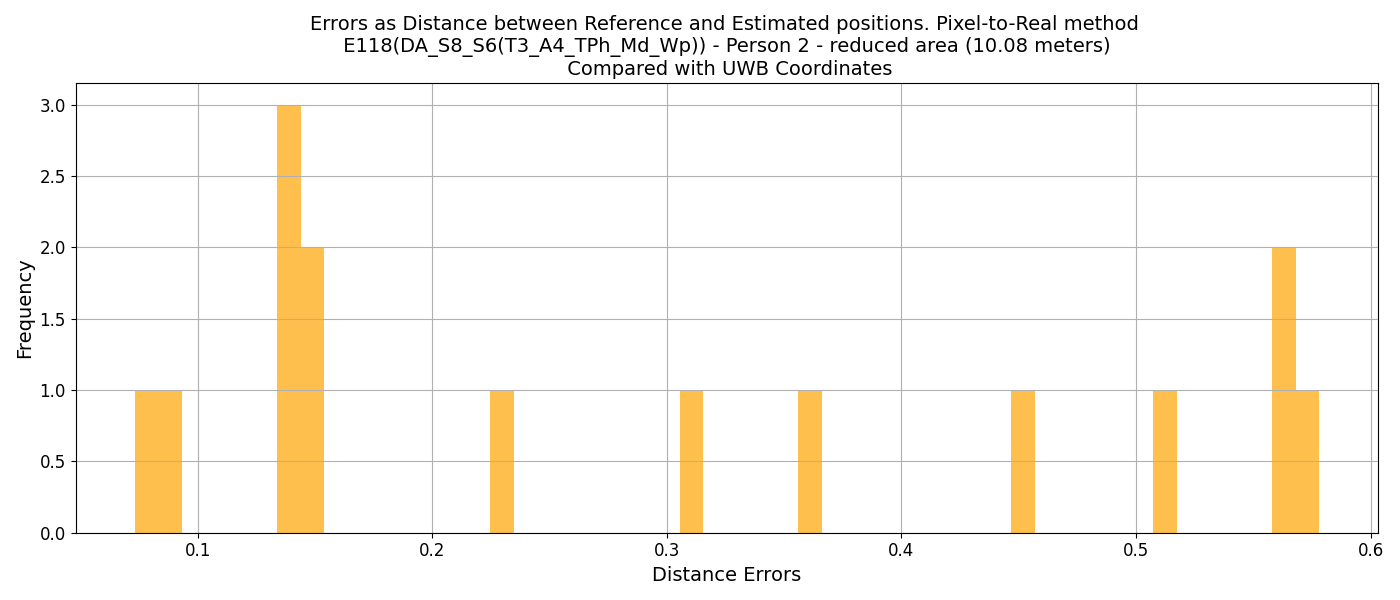 Errors as Distance between Reference and Estimated positions. Pixel-to-Real method
E118(DA_S8_S6(T3_A4_TPh_Md_Wp)) - Person 2 - reduced area (10.08 meters)
Compared with UWB Coordinates
Frequency
3.0
2.5
2.0
1.5
1.0
0.5
0.0
0.1 0.2 0.3 0.4 0.5 0.6
Distance Errors